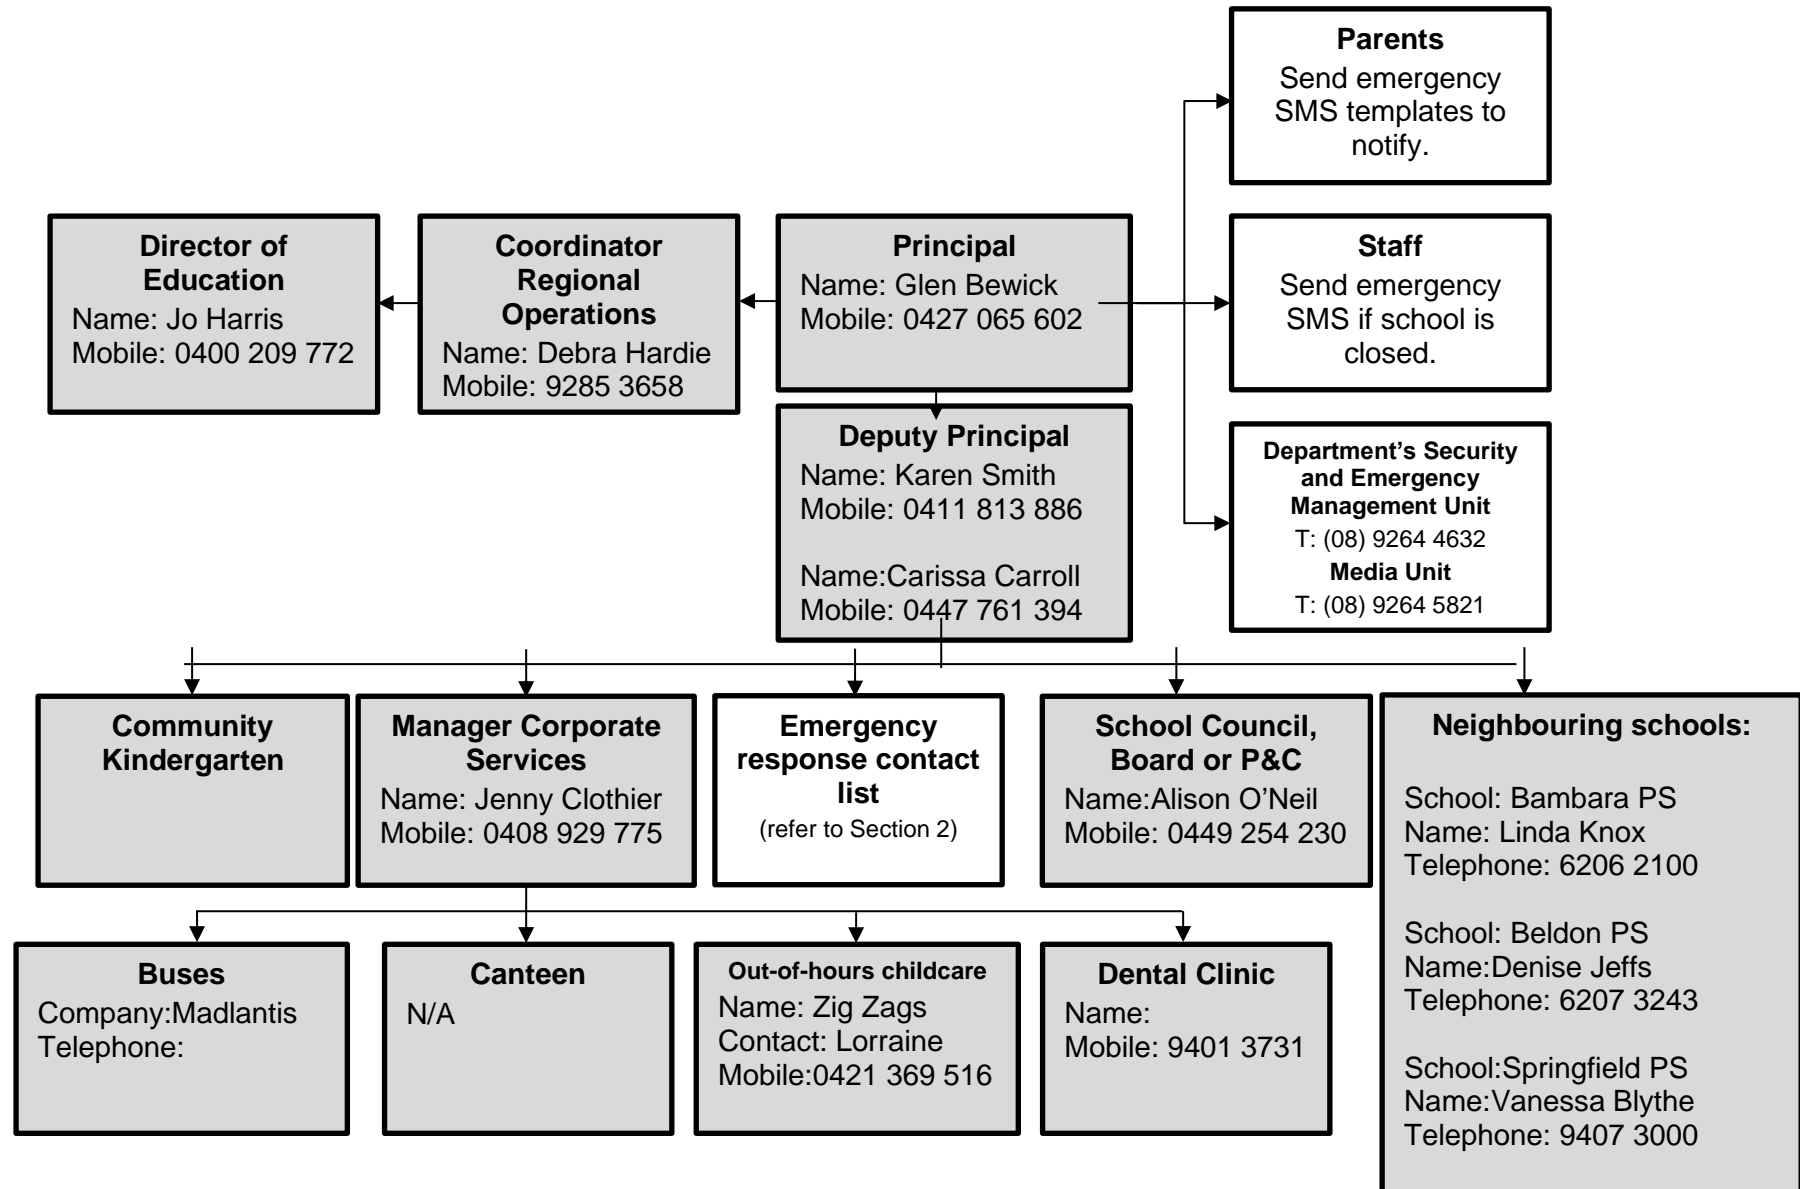 Parents
Send emergency
SMS templates to
notify.
Director of
Education
Name: Jo Harris
Mobile: 0400 209 772
Coordinator
Regional
Operations
Name: Debra Hardie
Mobile: 9285 3658
Principal
Name: Glen Bewick
Mobile: 0427 065 602
Staff
Send emergency
SMS if school is
closed.
Deputy Principal
Name: Karen Smith
Mobile: 0411 813 886
Name:Carissa Carroll
Mobile: 0447 761 394
Department’s Security
and Emergency
Management Unit
T: (08) 9264 4632
Media Unit
T: (08) 9264 5821
Community
Kindergarten
Manager Corporate
Services
Name: Jenny Clothier
Mobile: 0408 929 775
Emergency
response contact
list
(refer to Section 2)
School Council,
Board or P&C
Name:Alison O’Neil
Mobile: 0449 254 230
Neighbouring schools:
School: Bambara PS
Name: Linda Knox
Telephone: 6206 2100
School: Beldon PS
Name:Denise Jeffs
Telephone: 6207 3243
School:Springfield PS
Name:Vanessa Blythe
Telephone: 9407 3000
Buses
Company:Madlantis
Telephone:
Canteen
N/A
Out-of-hours childcare
Name: Zig Zags
Contact: Lorraine
Mobile:0421 369 516
Dental Clinic
Name:
Mobile: 9401 3731